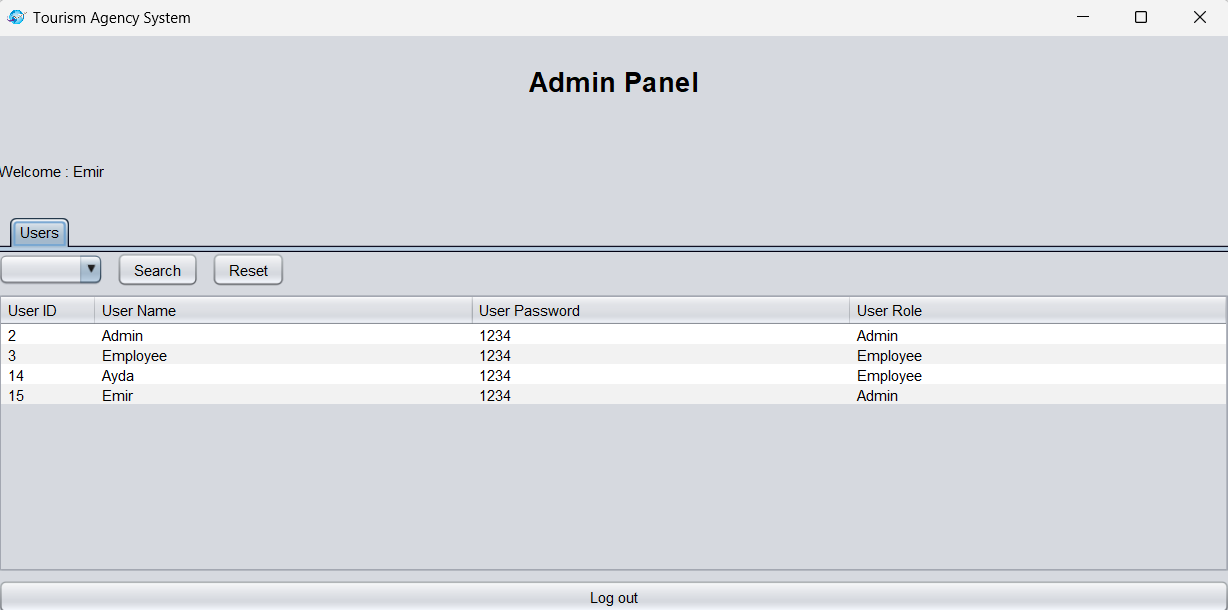 Tourism Agency System
Admin Panel
Welcome : Emir
Users
Search Reset
User ID User Name User Password User Role
2 Admin 1234 Admin
3 Employee 1234 Employee
14 Ayda 1234 Employee
15 Emir 1234 Admin
Log out